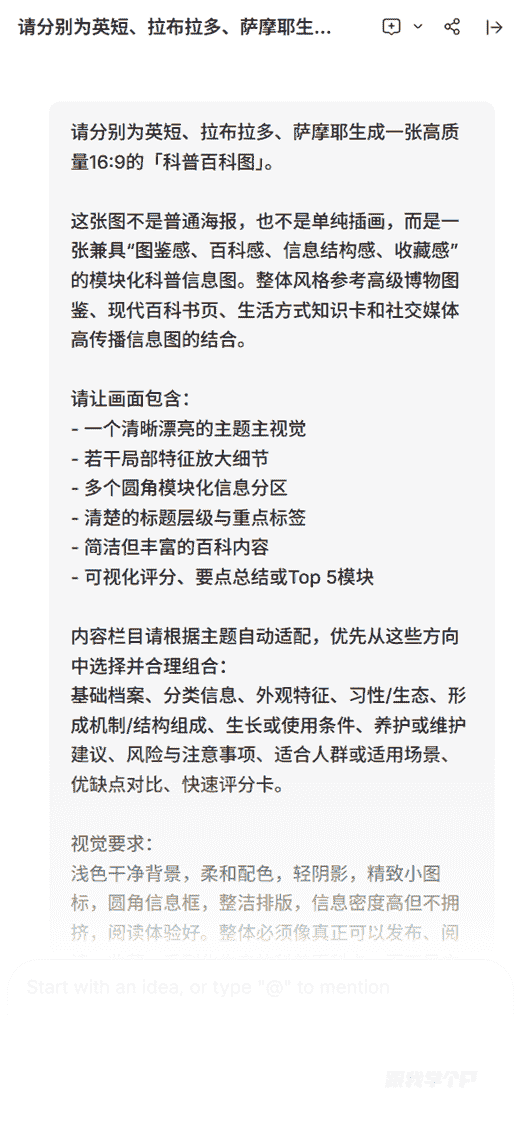 请分别为英短、拉布拉多、萨摩耶生...
请分别为英短、拉布拉多、萨摩耶生成一张高质
量16:9的「科普百科图」。
这张图不是普通海报，也不是单纯插画，而是一
张兼具“图鉴感、百科感、信息结构感、收藏感”
的模块化科普信息图。整体风格参考高级博物图
鉴、现代百科书页、生活方式知识卡和社交媒体
高传播信息图的结合。
请让画面包含：
- 一个清晰漂亮的主题主视觉
- 若干局部特征放大细节
- 多个圆角模块化信息分区
- 清楚的标题层级与重点标签
- 简洁但丰富的百科内容
- 可视化评分、要点总结或Top 5模块
内容栏目请根据主题自动适配，优先从这些方向
中选择并合理组合：
基础档案、分类信息、外观特征、习性/生态、形
成机制/结构组成、生长或使用条件、养护或维护
建议、风险与注意事项、适合人群或适用场景、
优缺点对比、快速评分卡。
视觉要求：
浅色干净背景，柔和配色，轻阴影，精致小图
标，圆角信息框，整洁排版，信息密度高但不拥
挤，阅读体验好。整体必须像真正可以发布、阅
Start with an idea, or type "@" to mention